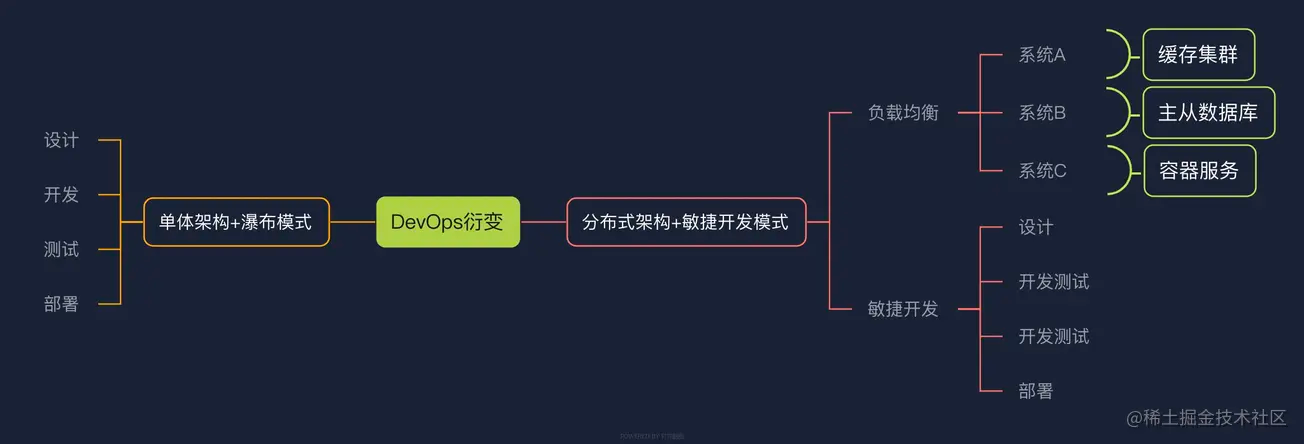 设计
开发
测试
部署
单体架构+瀑布模式
DevOps衍变
分布式架构+敏捷开发模式
负载均衡
系统A
缓存集群
系统B
主从数据库
系统C
容器服务
敏捷开发
设计
开发测试
开发测试
部署
@稀土掘金技术社区